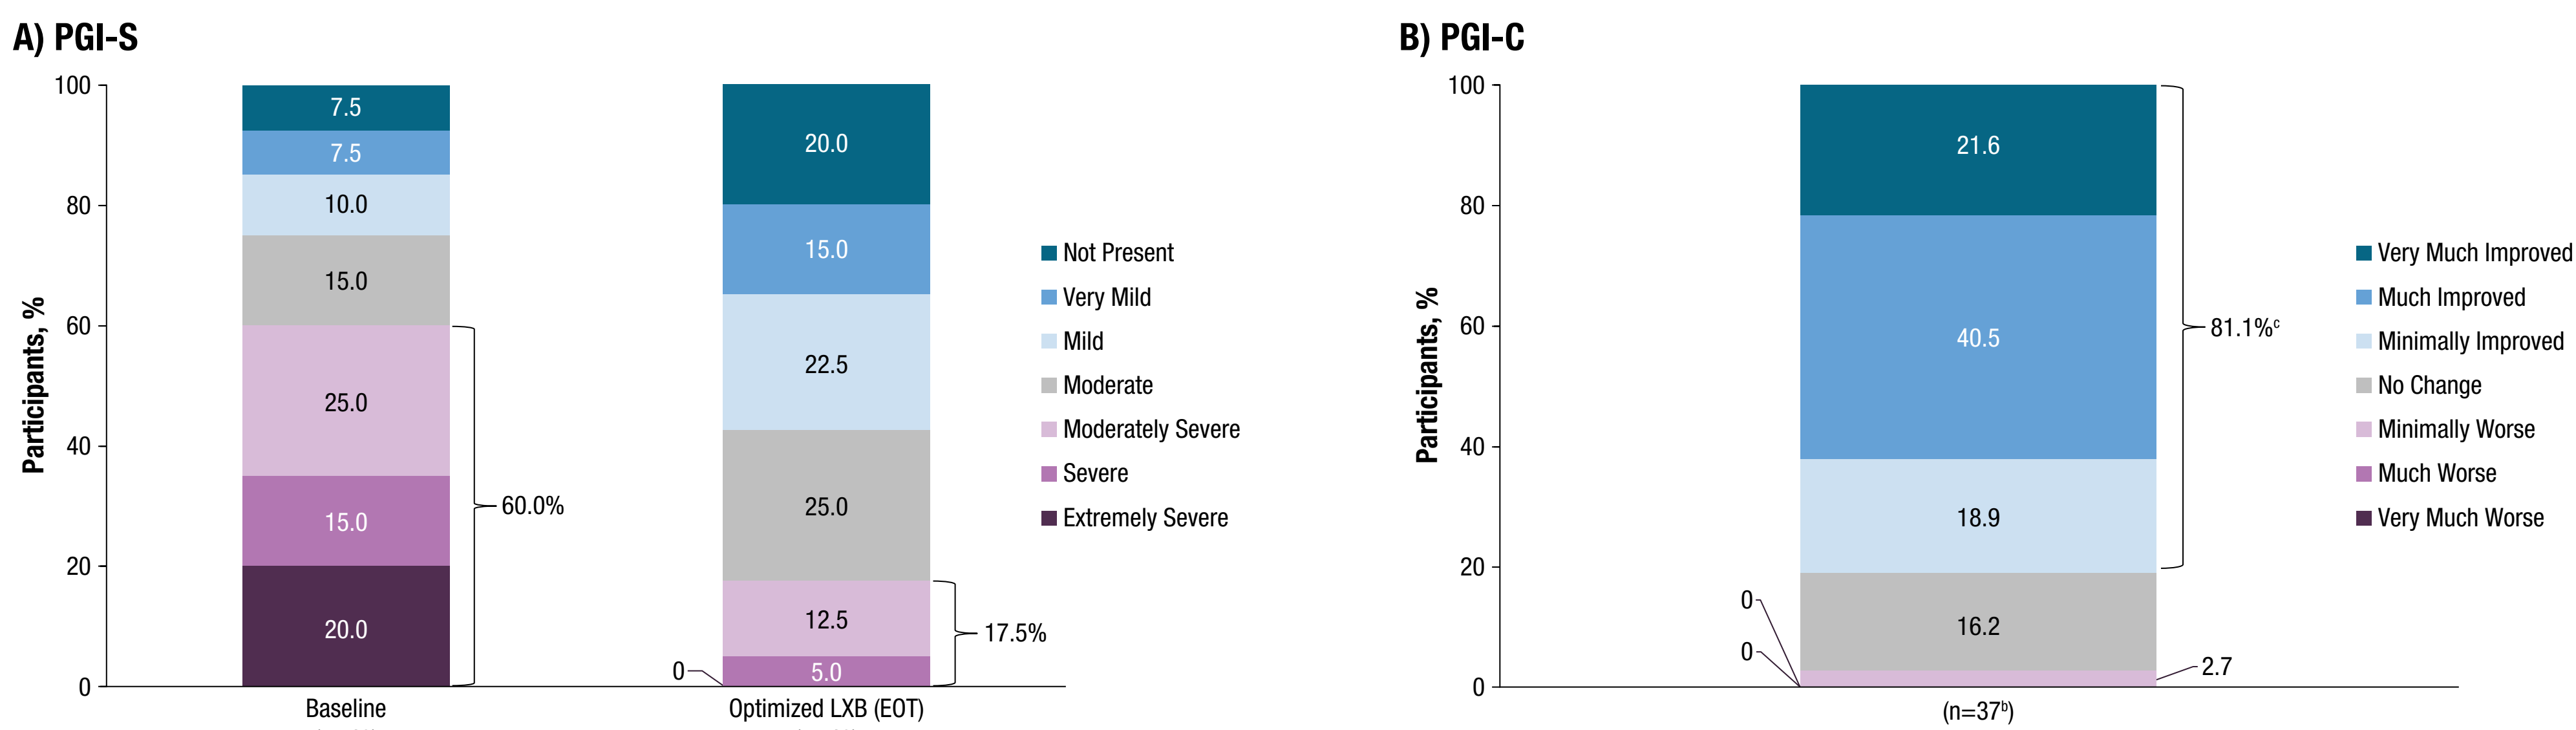 A) PGI-S
Participants, %
100
80
60
40
20
0
7.5
7.5
10.0
15.0
25.0
15.0
20.0
60.0%
Baseline
20.0
15.0
22.5
25.0
12.5
5.0
0
17.5%
Optimized LXB (EOT)
Not Present
Very Mild
Mild
Moderate
Moderately Severe
Severe
Extremely Severe
B) PGI-C
Participants, %
100
80
60
40
20
0
21.6
40.5
18.9
16.2
2.7
0
0
81.1%ᶜ
(n=37ᵇ)
Very Much Improved
Much Improved
Minimally Improved
No Change
Minimally Worse
Much Worse
Very Much Worse